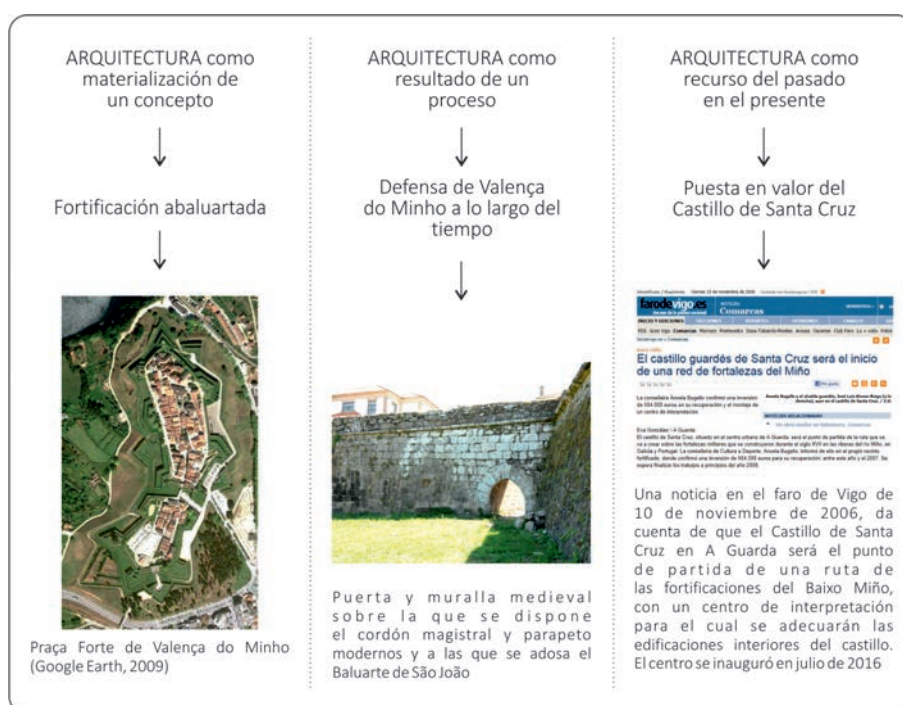 ARQUITECTURA como
materialización de
un concepto
Fortificación abaluartada
Praça Forte de Valença do Minho
(Google Earth, 2009)
ARQUITECTURA como
resultado de un
proceso
Defensa de Valença
do Minho a lo largo del
tiempo
Puerta y muralla medieval
sobre la que se dispone
el cordón magistral y parapeto
modernos y a las que se adosa el
Baluarte de São João
ARQUITECTURA como
recurso del pasado
en el presente
Puesta en valor del
Castillo de Santa Cruz
farodevigo.es
Comarcas
El castillo guardés de Santa Cruz será el inicio
de una red de fortalezas del Miño
Una noticia en el faro de Vigo de
10 de noviembre de 2006, da
cuenta de que el Castillo de Santa
Cruz en A Guarda será el punto
de partida de una ruta de
las fortificaciones del Baixo Miño,
con un centro de interpretación
para el cual se adecuarán las
edificaciones interiores del castillo.
El centro se inauguró en julio de 2016